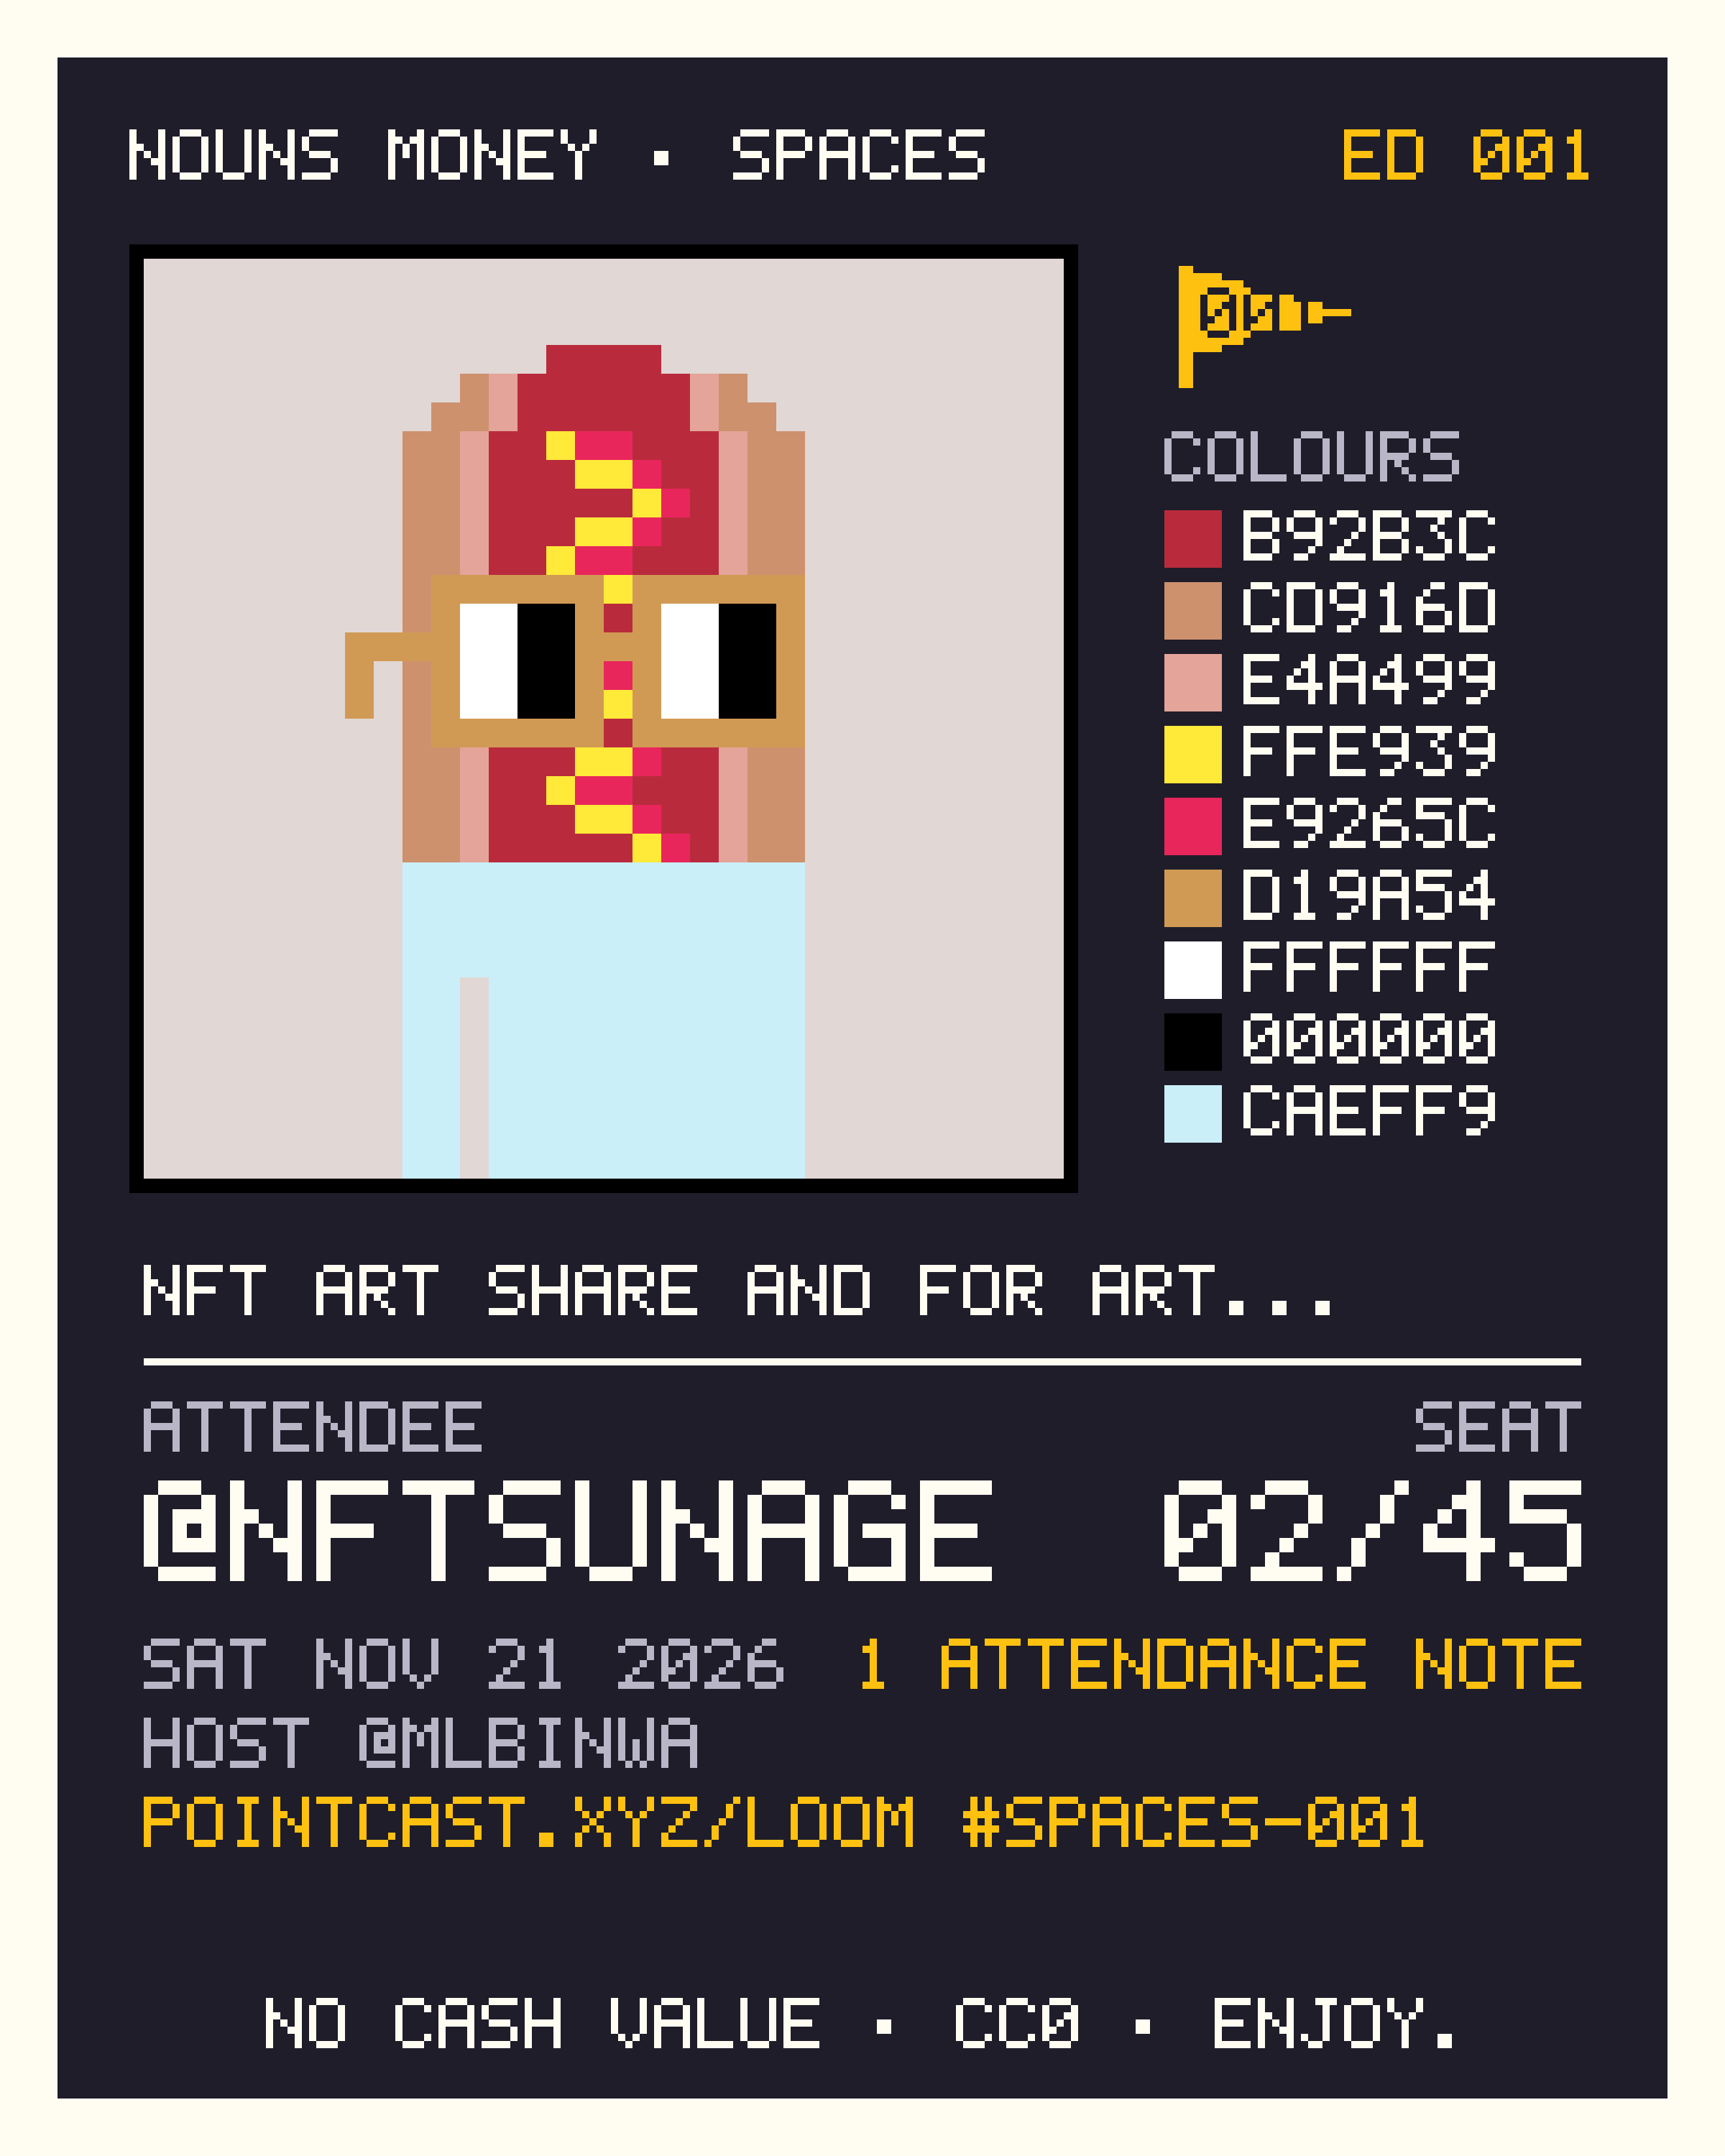 NOUNS MONEY · SPACES
ED 001
COLOURS
B92B3C
CD916D
E4A499
FFE939
E9265C
D19A54
FFFFFF
000000
CAEFF9
NFT ART SHARE AND FOR ART...
ATTENDEE
SEAT
@NFTSUNAGE
02/45
SAT NOV 21 2026
1 ATTENDANCE NOTE
HOST @MLBINWA
POINTCAST.XYZ/LOOM #SPACES-001
NO CASH VALUE · CC0 · ENJOY.